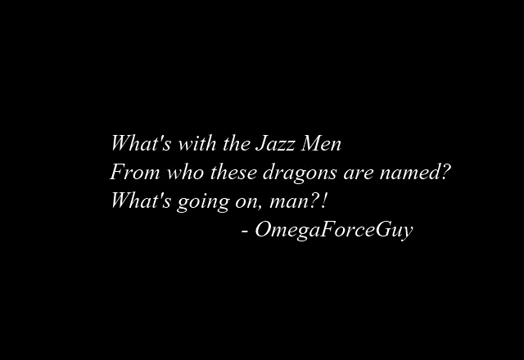 What's with the Jazz Men
From who these dragons are named?
What's going on, man?!
- OmegaForceGuy